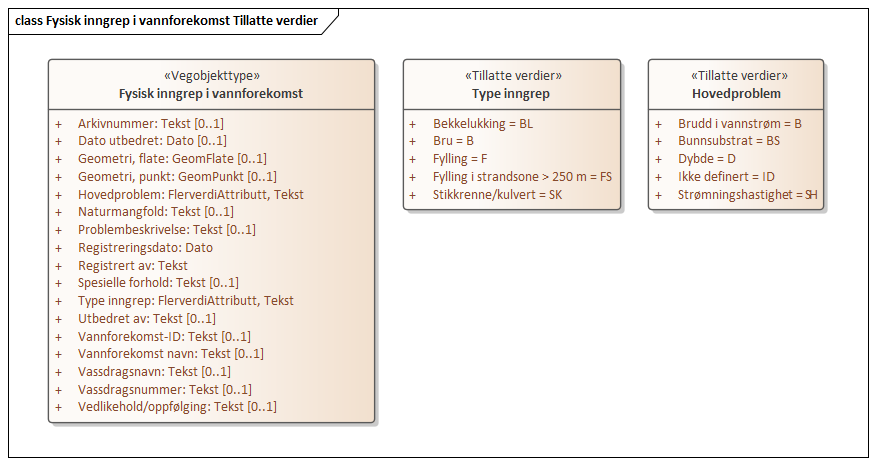 class Fysisk inngrep i vannforekomst Tillatte verdier
«Vegobjekttype»
Fysisk inngrep i vannforekomst
+ Arkivnummer: Tekst [0..1]
+ Dato utbedret: Dato [0..1]
+ Geometri, flate: GeomFlate [0..1]
+ Geometri, punkt: GeomPunkt [0..1]
+ Hovedproblem: FlerverdiAttributt, Tekst
+ Naturmangfold: Tekst [0..1]
+ Problembeskrivelse: Tekst [0..1]
+ Registreringsdato: Dato
+ Registrert av: Tekst
+ Spesielle forhold: Tekst [0..1]
+ Type inngrep: FlerverdiAttributt, Tekst
+ Utbedret av: Tekst [0..1]
+ Vannforekomst-ID: Tekst [0..1]
+ Vannforekomst navn: Tekst [0..1]
+ Vassdragsnavn: Tekst [0..1]
+ Vassdragsnummer: Tekst [0..1]
+ Vedlikehold/oppfølging: Tekst [0..1]
«Tillatte verdier»
Type inngrep
+ Bekkelukking = BL
+ Bru = B
+ Fylling = F
+ Fylling i strandsone > 250 m = FS
+ Stikkrenne/kulvert = SK
«Tillatte verdier»
Hovedproblem
+ Brudd i vannstrøm = B
+ Bunnsubstrat = BS
+ Dybde = D
+ Ikke definert = ID
+ Strømningshastighet = SH